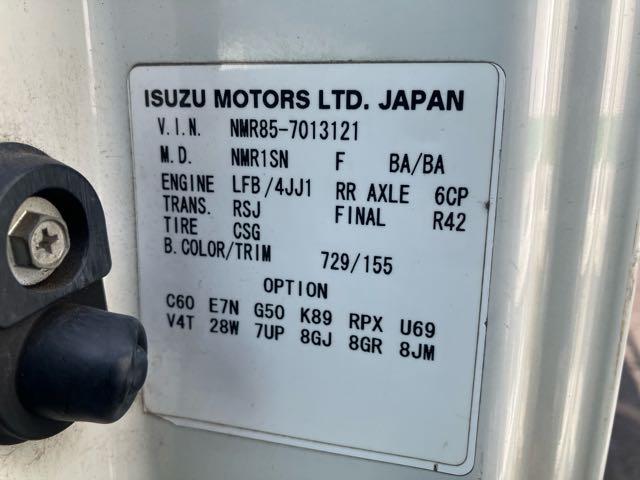 ISUZU MOTORS LTD. JAPAN
V.I.N. NMR85-7013121
M.D. NMR1SN F BA/BA
ENGINE LFB/4JJ1 RR AXLE 6CP
TRANS. RSJ FINAL R42
TIRE CSG
B.COLOR/TRIM 729/155
OPTION
C60 E7N G50 K89 RPX U69
V4T 28W 7UP 8GJ 8GR 8JM